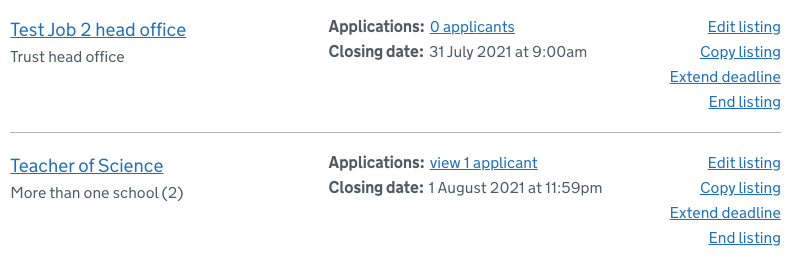 Test Job 2 head office
Trust head office
Applications: 0 applicants
Closing date: 31 July 2021 at 9:00am
Edit listing
Copy listing
Extend deadline
End listing
Teacher of Science
More than one school (2)
Applications: view 1 applicant
Closing date: 1 August 2021 at 11:59pm
Edit listing
Copy listing
Extend deadline
End listing